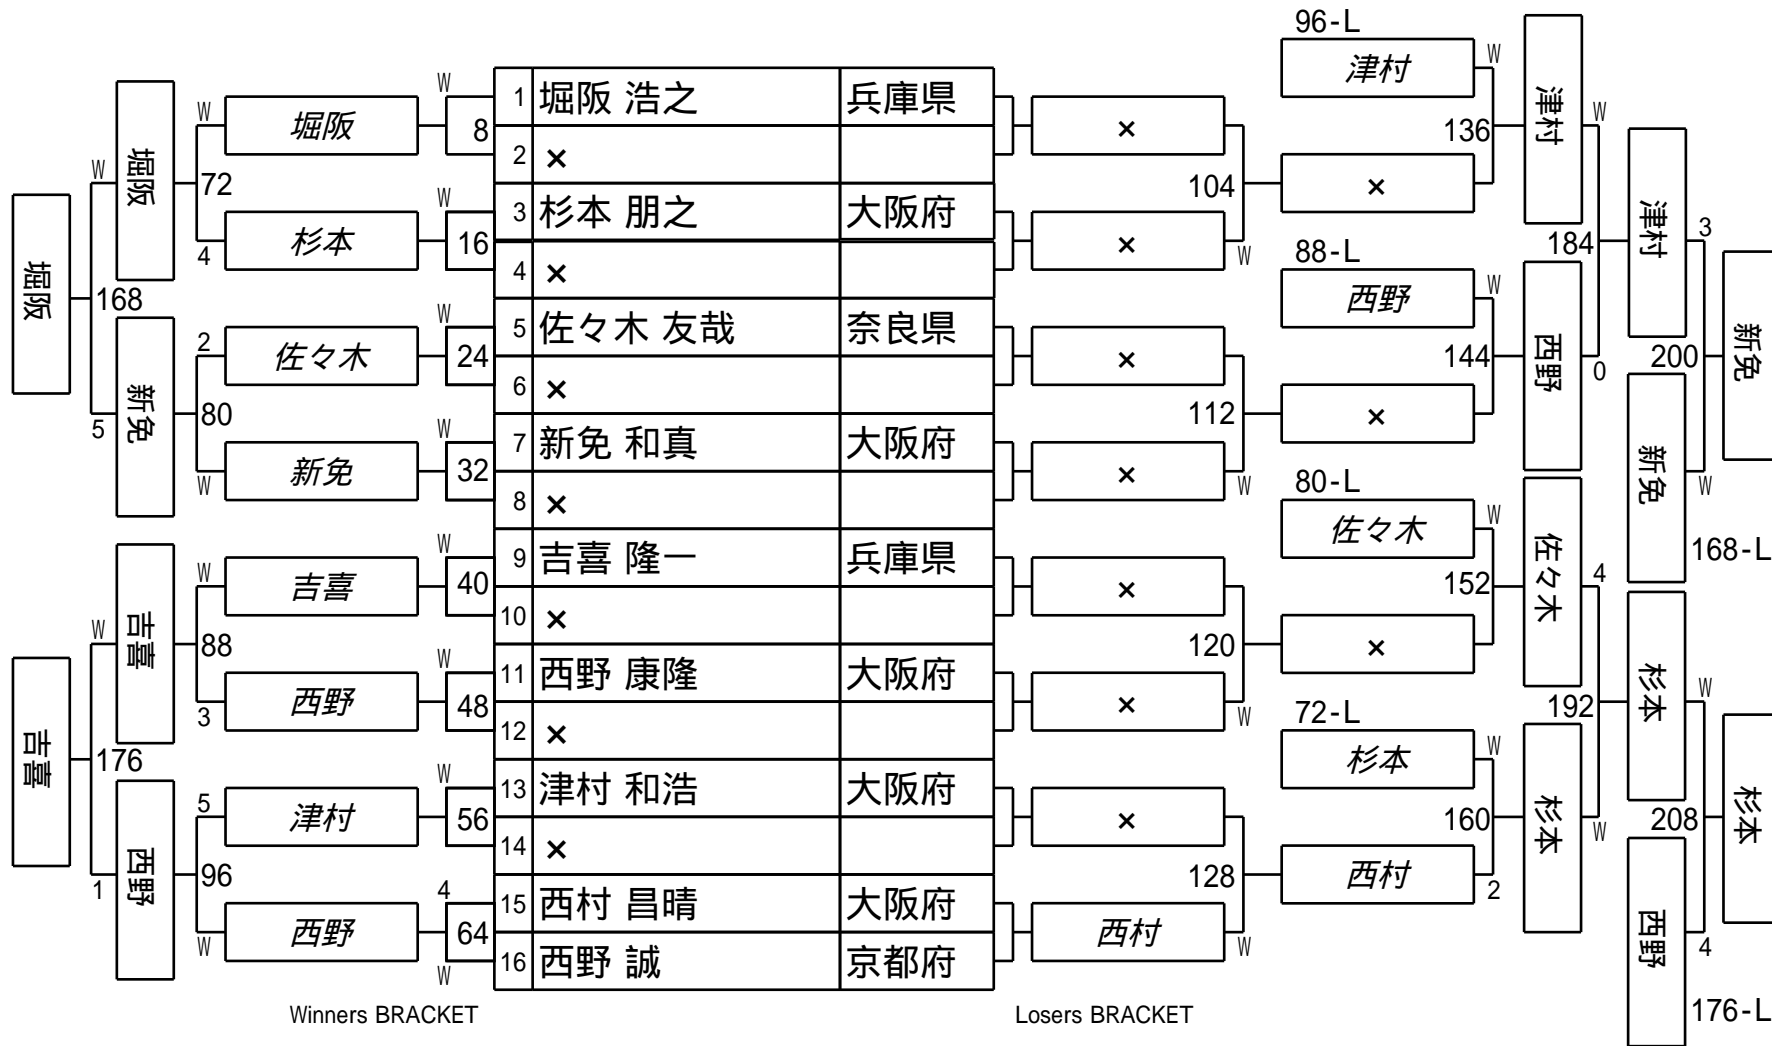 96-L
津村
W
136
×
津村
W
88-L
西野
W
144
×
西野
0
184
津村
3
80-L
佐々木
W
152
×
佐々木
4
72-L
杉本
W
160
西村
2
杉本
W
192
杉本
W
200
新免
W
168-L
新免
208
西野
4
176-L
杉本
堀阪
168
W
堀阪
72
W
堀阪
4
杉本
5
新免
80
2
佐々木
W
新免
吉喜
176
W
吉喜
88
W
吉喜
3
西野
1
西野
96
5
津村
W
西野
W
8
1 堀阪 浩之 兵庫県
2 ×
W
16
3 杉本 朋之 大阪府
4 ×
W
24
5 佐々木 友哉 奈良県
6 ×
W
32
7 新免 和真 大阪府
8 ×
W
40
9 吉喜 隆一 兵庫県
10 ×
W
48
11 西野 康隆 大阪府
12 ×
W
56
13 津村 和浩 大阪府
14 ×
4
64
W
15 西村 昌晴 大阪府
16 西野 誠 京都府
×
104
×
W
×
112
×
W
×
120
×
W
×
128
西村
W
Winners BRACKET
Losers BRACKET